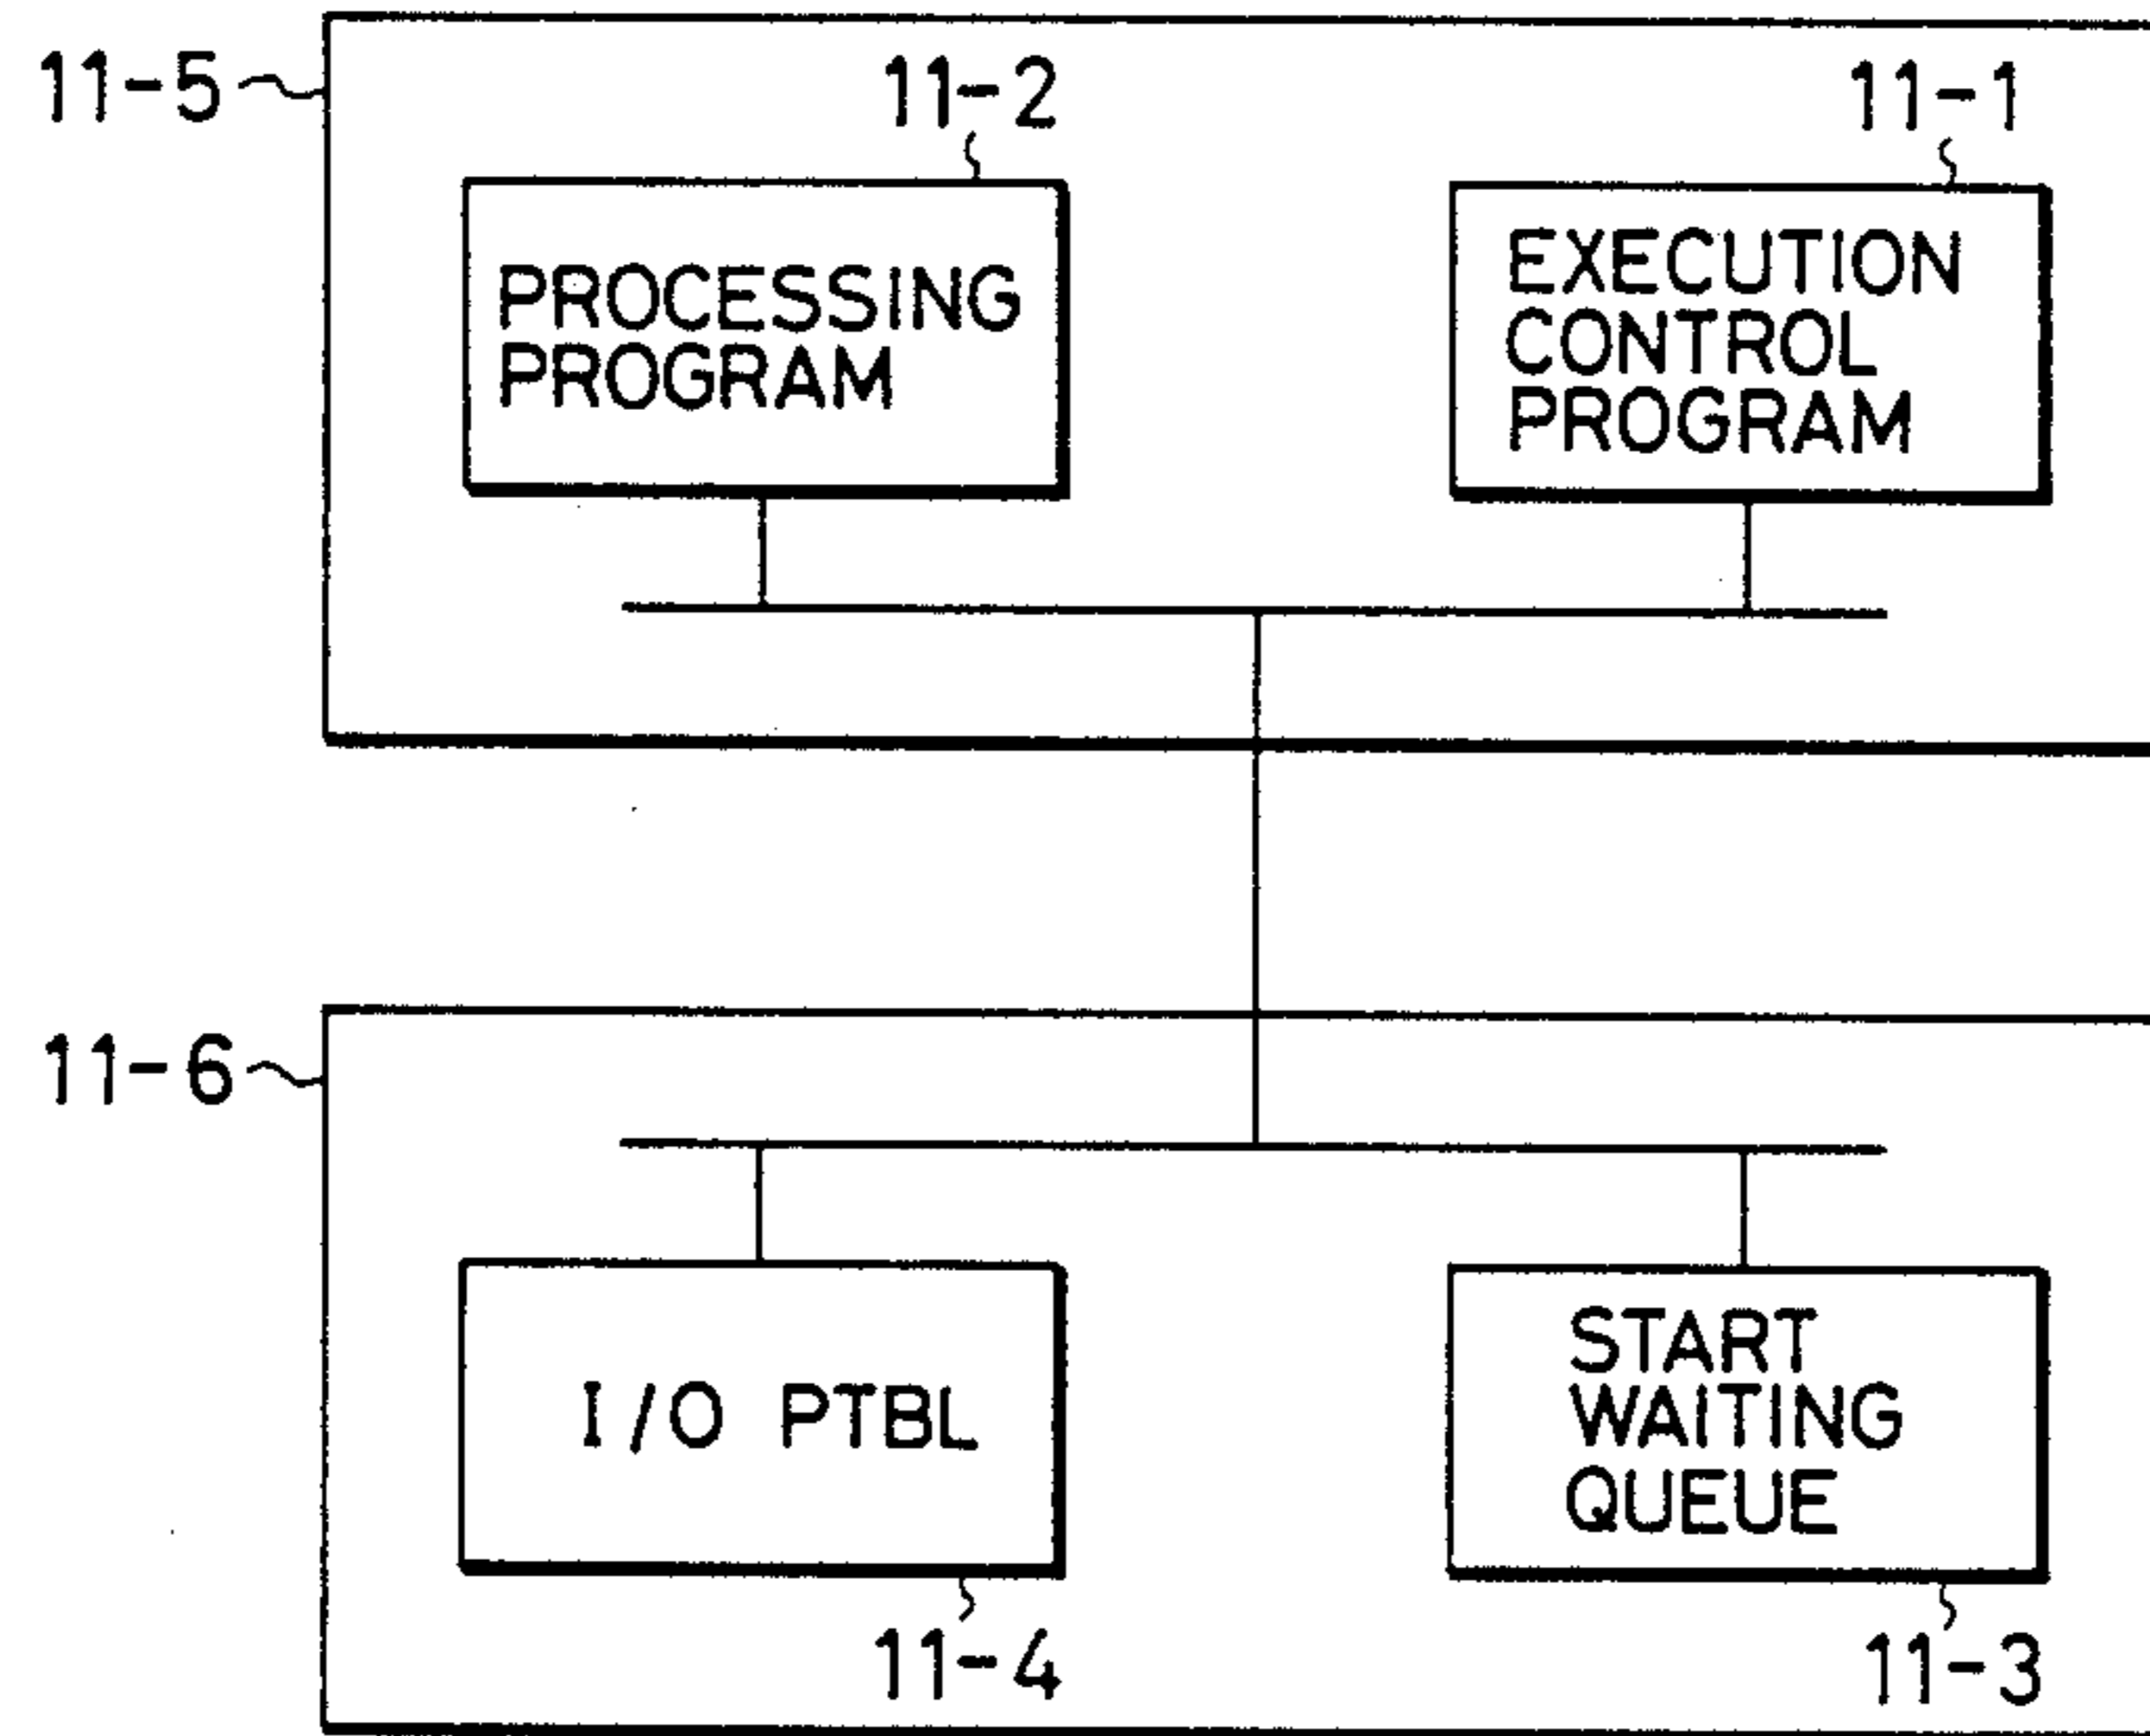 11-5
11-2
11-1
PROCESSING
PROGRAM
EXECUTION
CONTROL
PROGRAM
11-6
I/O PTBL
START
WAITING
QUEUE
11-4
11-3